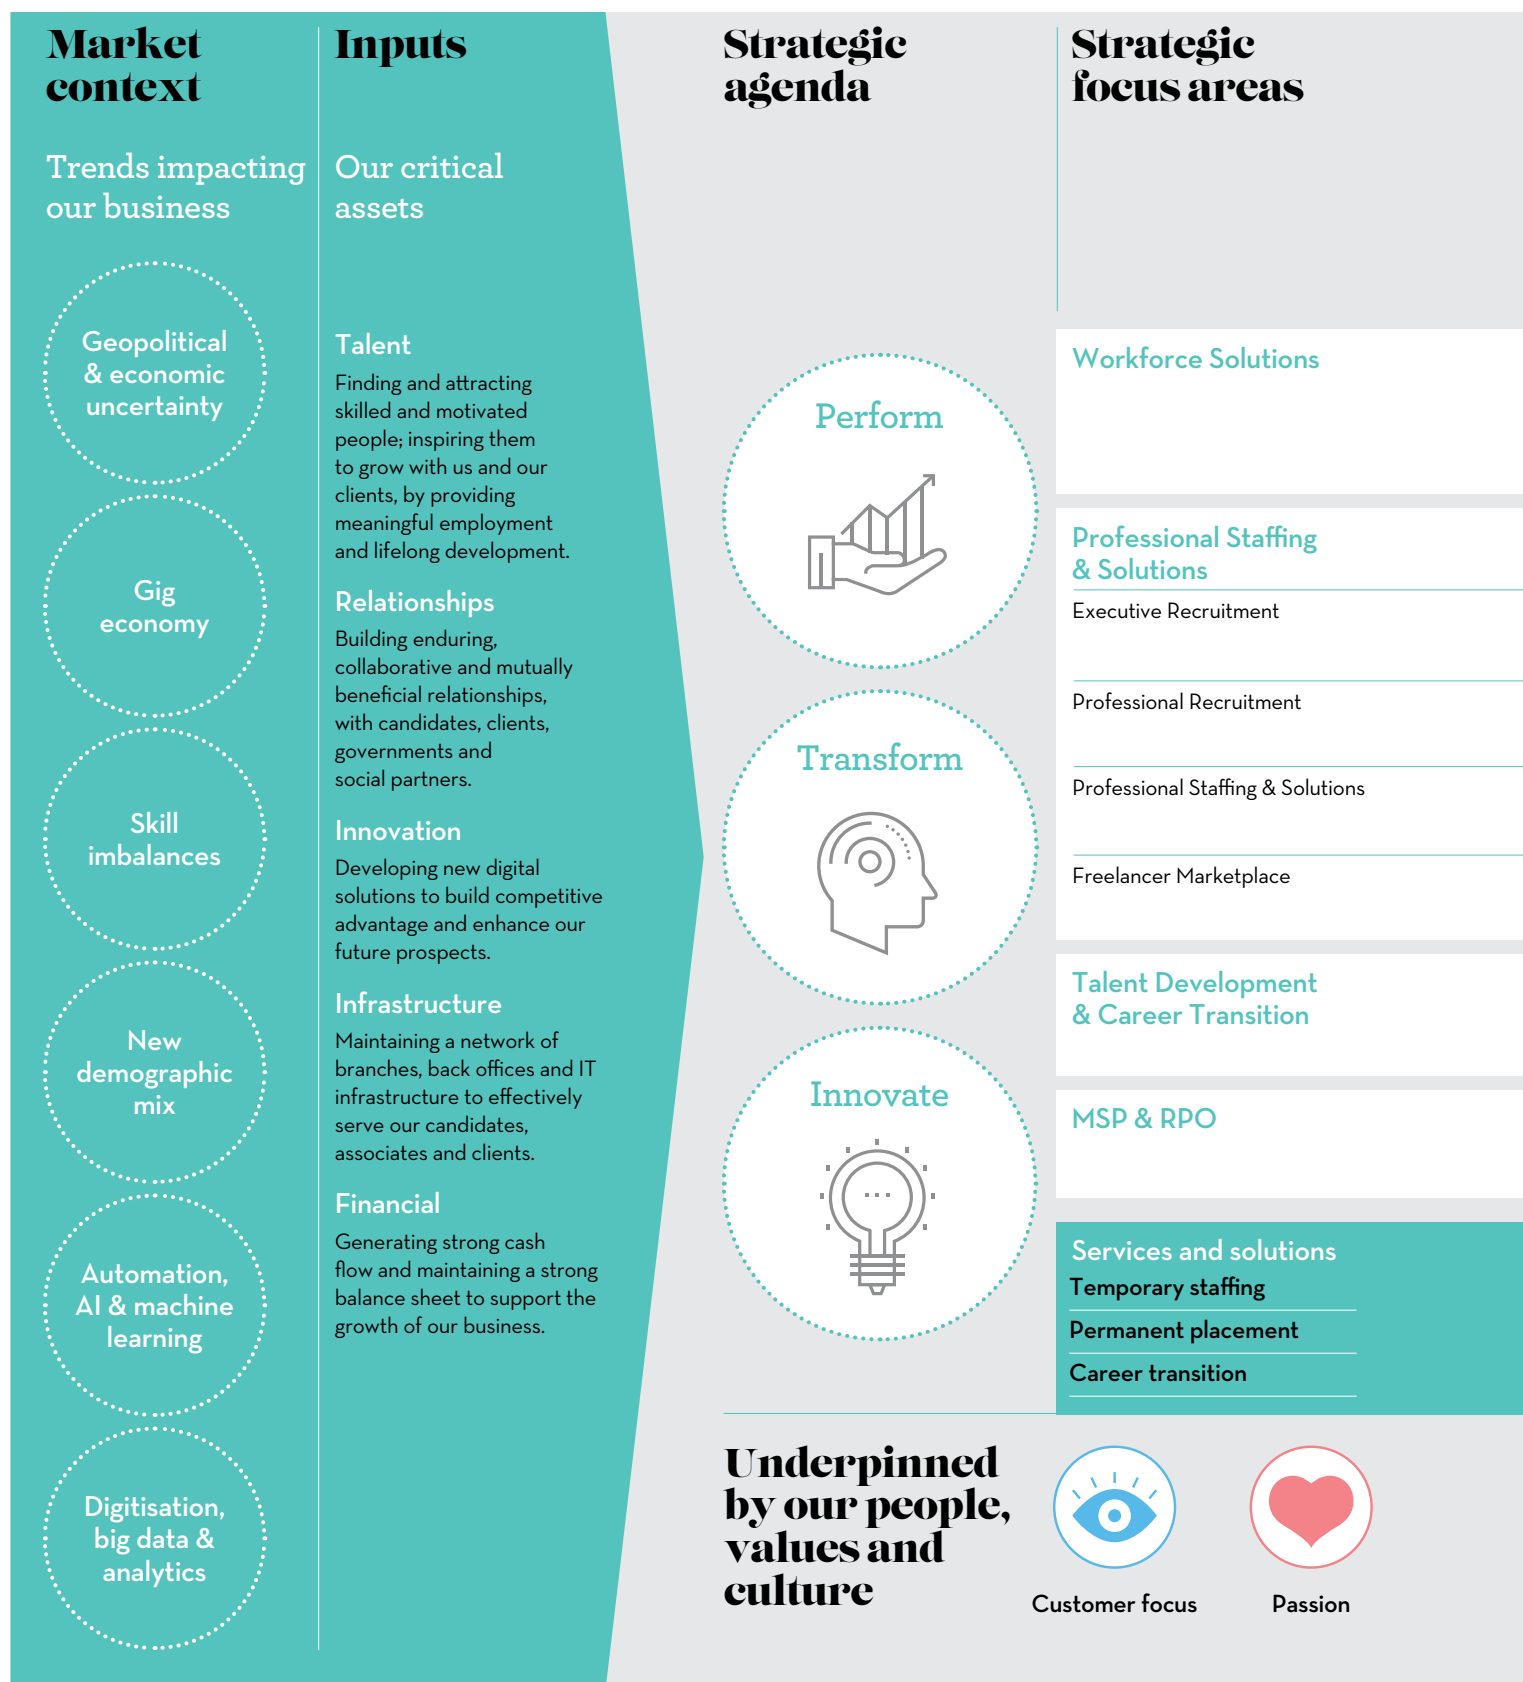 Market
context
Trends impacting
our business
Geopolitical
& economic
uncertainty
Gig
economy
Skill
imbalances
New
demographic
mix
Automation,
AI & machine
learning
Digitisation,
big data &
analytics
Inputs
Our critical
assets
Talent
Finding and attracting
skilled and motivated
people; inspiring them
to grow with us and our
clients, by providing
meaningful employment
and lifelong development.
Relationships
Building enduring,
collaborative and mutually
beneficial relationships,
with candidates, clients,
governments and
social partners.
Innovation
Developing new digital
solutions to build competitive
advantage and enhance our
future prospects.
Infrastructure
Maintaining a network of
branches, back offices and IT
infrastructure to effectively
serve our candidates,
associates and clients.
Financial
Generating strong cash
flow and maintaining a strong
balance sheet to support the
growth of our business.
Strategic
agenda
Perform
Transform
Innovate
Strategic
focus areas
Workforce Solutions
Professional Staffing
& Solutions
Executive Recruitment
Professional Recruitment
Professional Staffing & Solutions
Freelancer Marketplace
Talent Development
& Career Transition
MSP & RPO
Services and solutions
Temporary staffing
Permanent placement
Career transition
Underpinned
by our people,
values and
culture
Customer focus
Passion